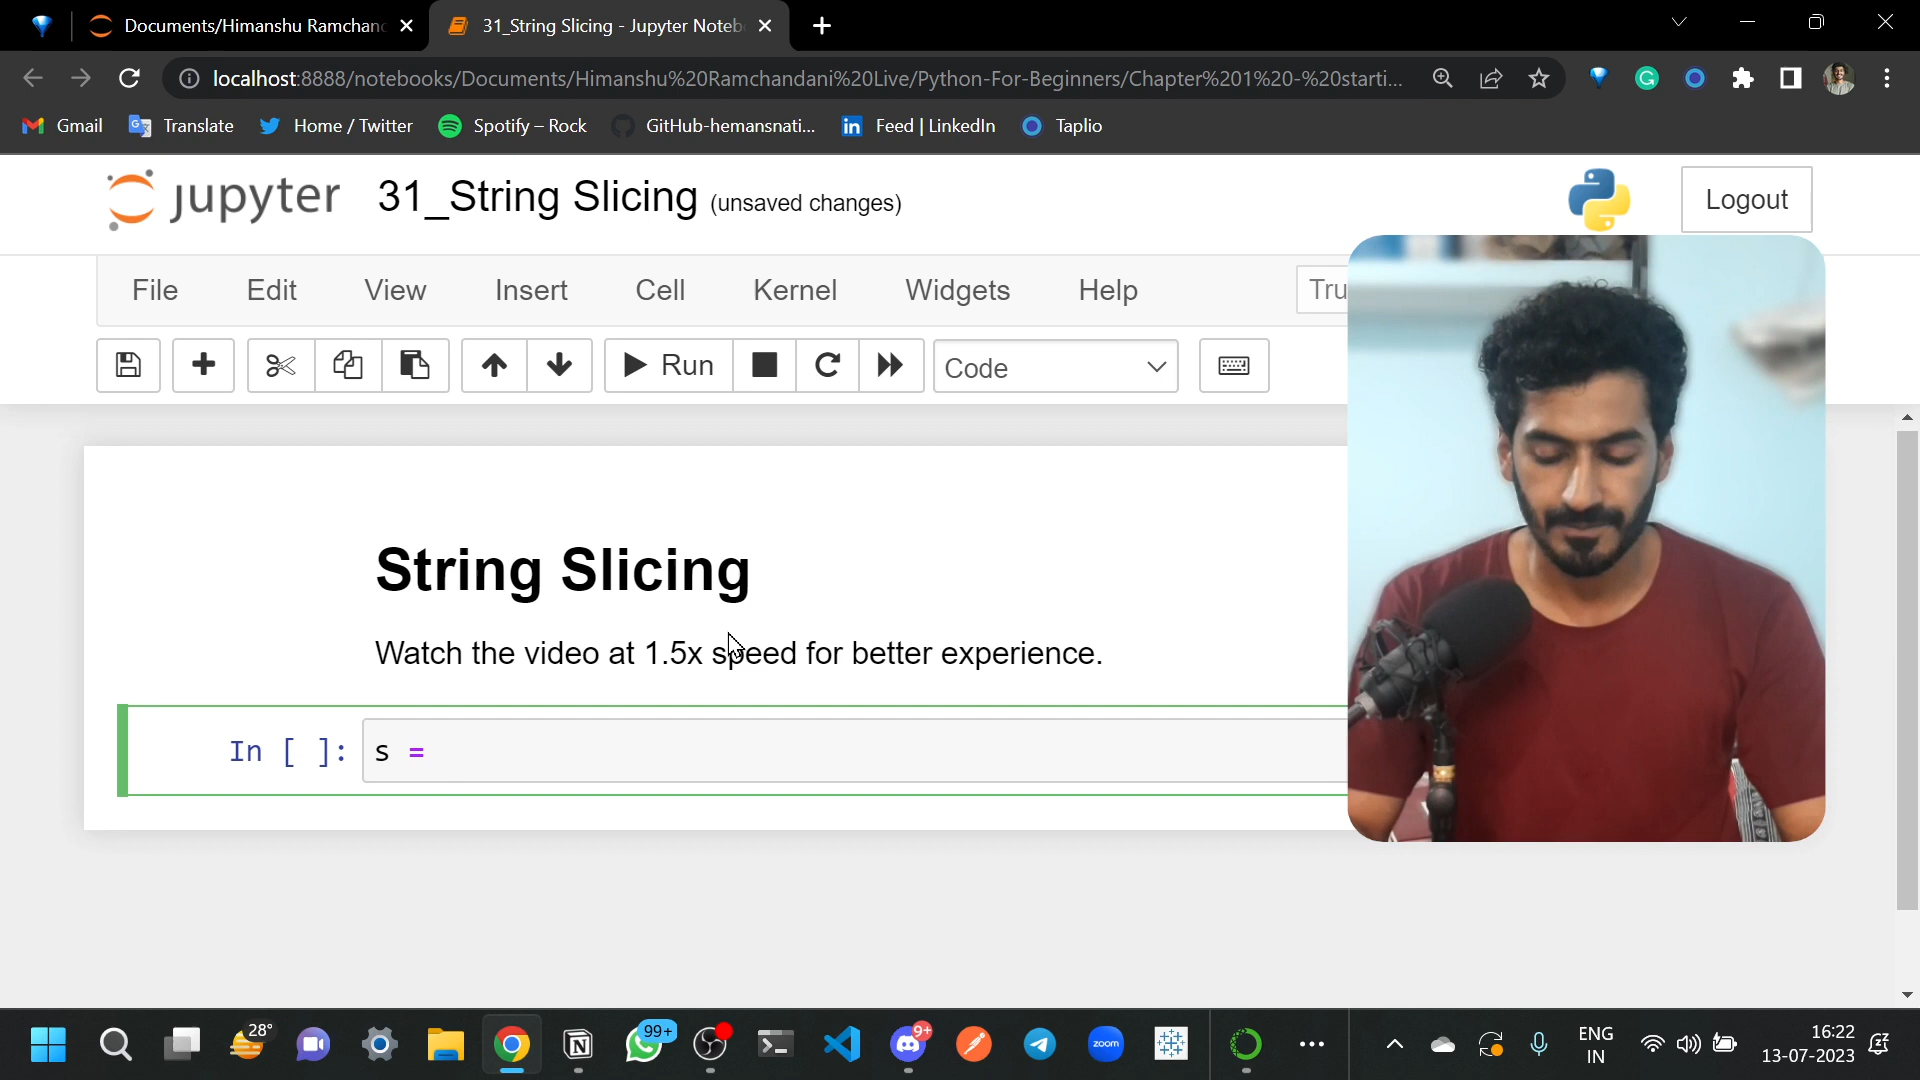 Documents/Himanshu Ramchand
31_String Slicing - Jupyter Noteb
localhost:8888/notebooks/Documents/Himanshu%20Ramchandani%20Live/Python-For-Beginners/Chapter%201%20-%20starti...
Gmail
Translate
Home / Twitter
Spotify – Rock
GitHub-hemansnati...
Feed | LinkedIn
Taplio
jupyter
31_String Slicing (unsaved changes)
Logout
File
Edit
View
Insert
Cell
Kernel
Widgets
Help
Tru
Run
Code
String Slicing
Watch the video at 1.5x speed for better experience.
In [ ]:
s =
28°
99+
9+
zoom
ENG
IN
16:22
13-07-2023